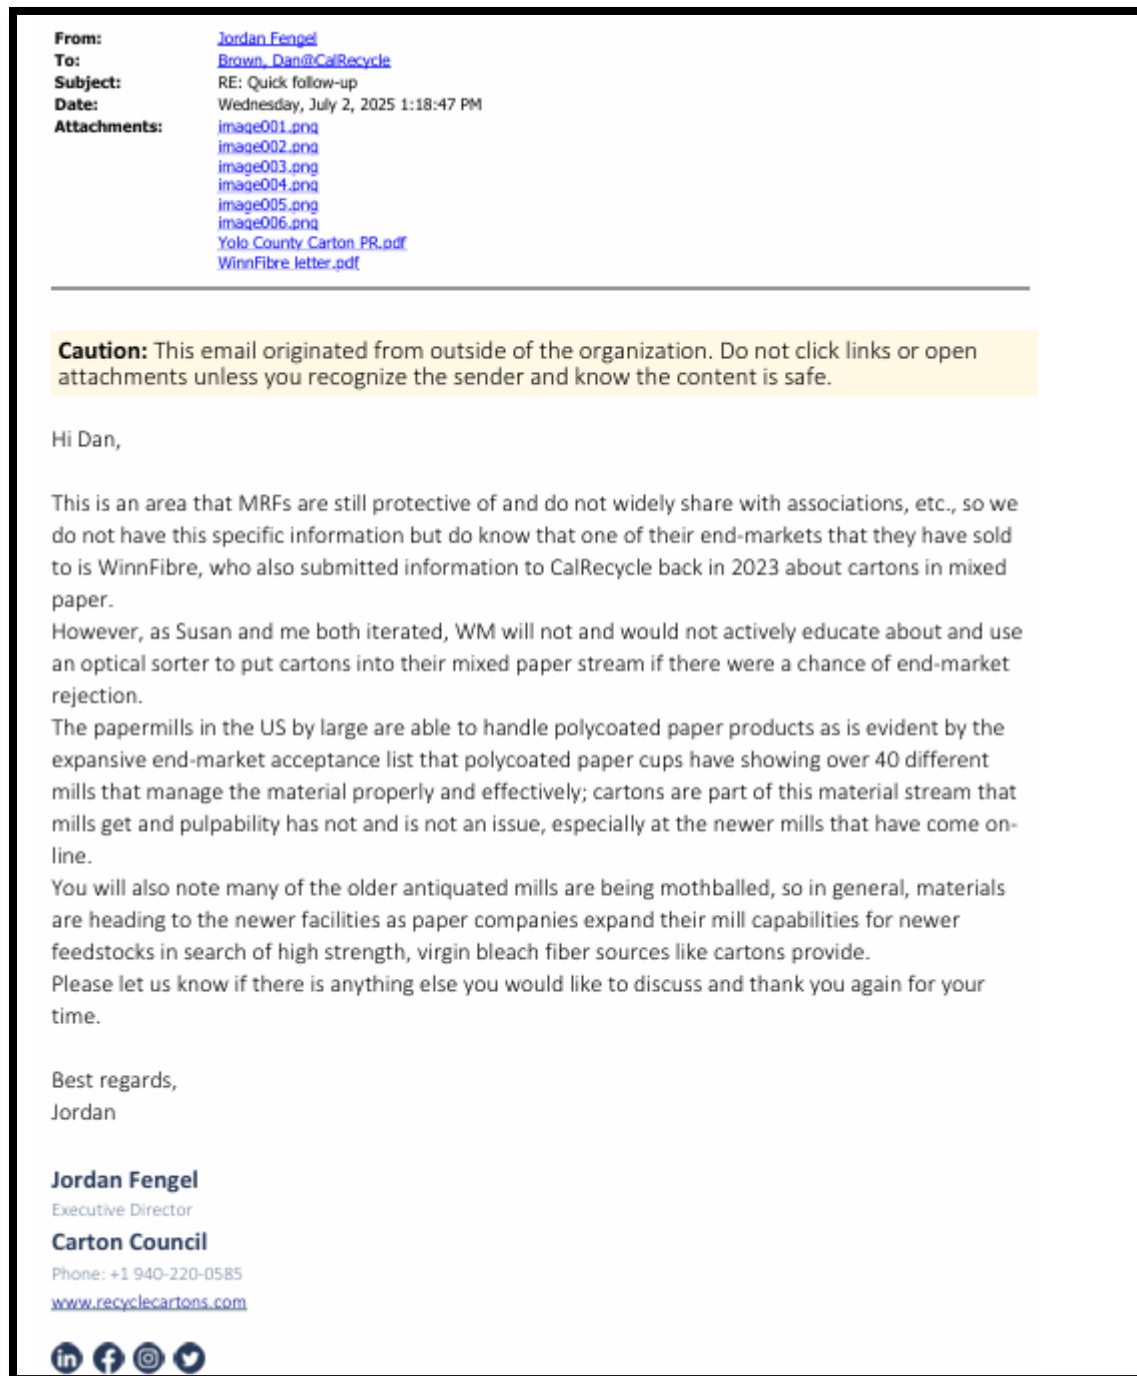 From: Jordan Fengel
To: Brown, Dan@CalRecycle
Subject: RE: Quick follow-up
Date: Wednesday, July 2, 2025 1:18:47 PM
Attachments: image001.png
image002.png
image003.png
image004.png
image005.png
image006.png
Yolo County Carton PR.pdf
WinnFibre letter.pdf
Caution: This email originated from outside of the organization. Do not click links or open
attachments unless you recognize the sender and know the content is safe.
Hi Dan,
This is an area that MRFs are still protective of and do not widely share with associations, etc., so we
do not have this specific information but do know that one of their end-markets that they have sold
to is WinnFibre, who also submitted information to CalRecycle back in 2023 about cartons in mixed
paper.
However, as Susan and me both iterated, WM will not and would not actively educate about and use
an optical sorter to put cartons into their mixed paper stream if there were a chance of end-market
rejection.
The papermills in the US by large are able to handle polycoated paper products as is evident by the
expansive end-market acceptance list that polycoated paper cups have showing over 40 different
mills that manage the material properly and effectively; cartons are part of this material stream that
mills get and pulpability has not and is not an issue, especially at the newer mills that have come on-
line.
You will also note many of the older antiquated mills are being mothballed, so in general, materials
are heading to the newer facilities as paper companies expand their mill capabilities for newer
feedstocks in search of high strength, virgin bleach fiber sources like cartons provide.
Please let us know if there is anything else you would like to discuss and thank you again for your
time.
Best regards,
Jordan
Jordan Fengel
Executive Director
Carton Council
Phone: +1 940-220-0585
www.recyclecartons.com